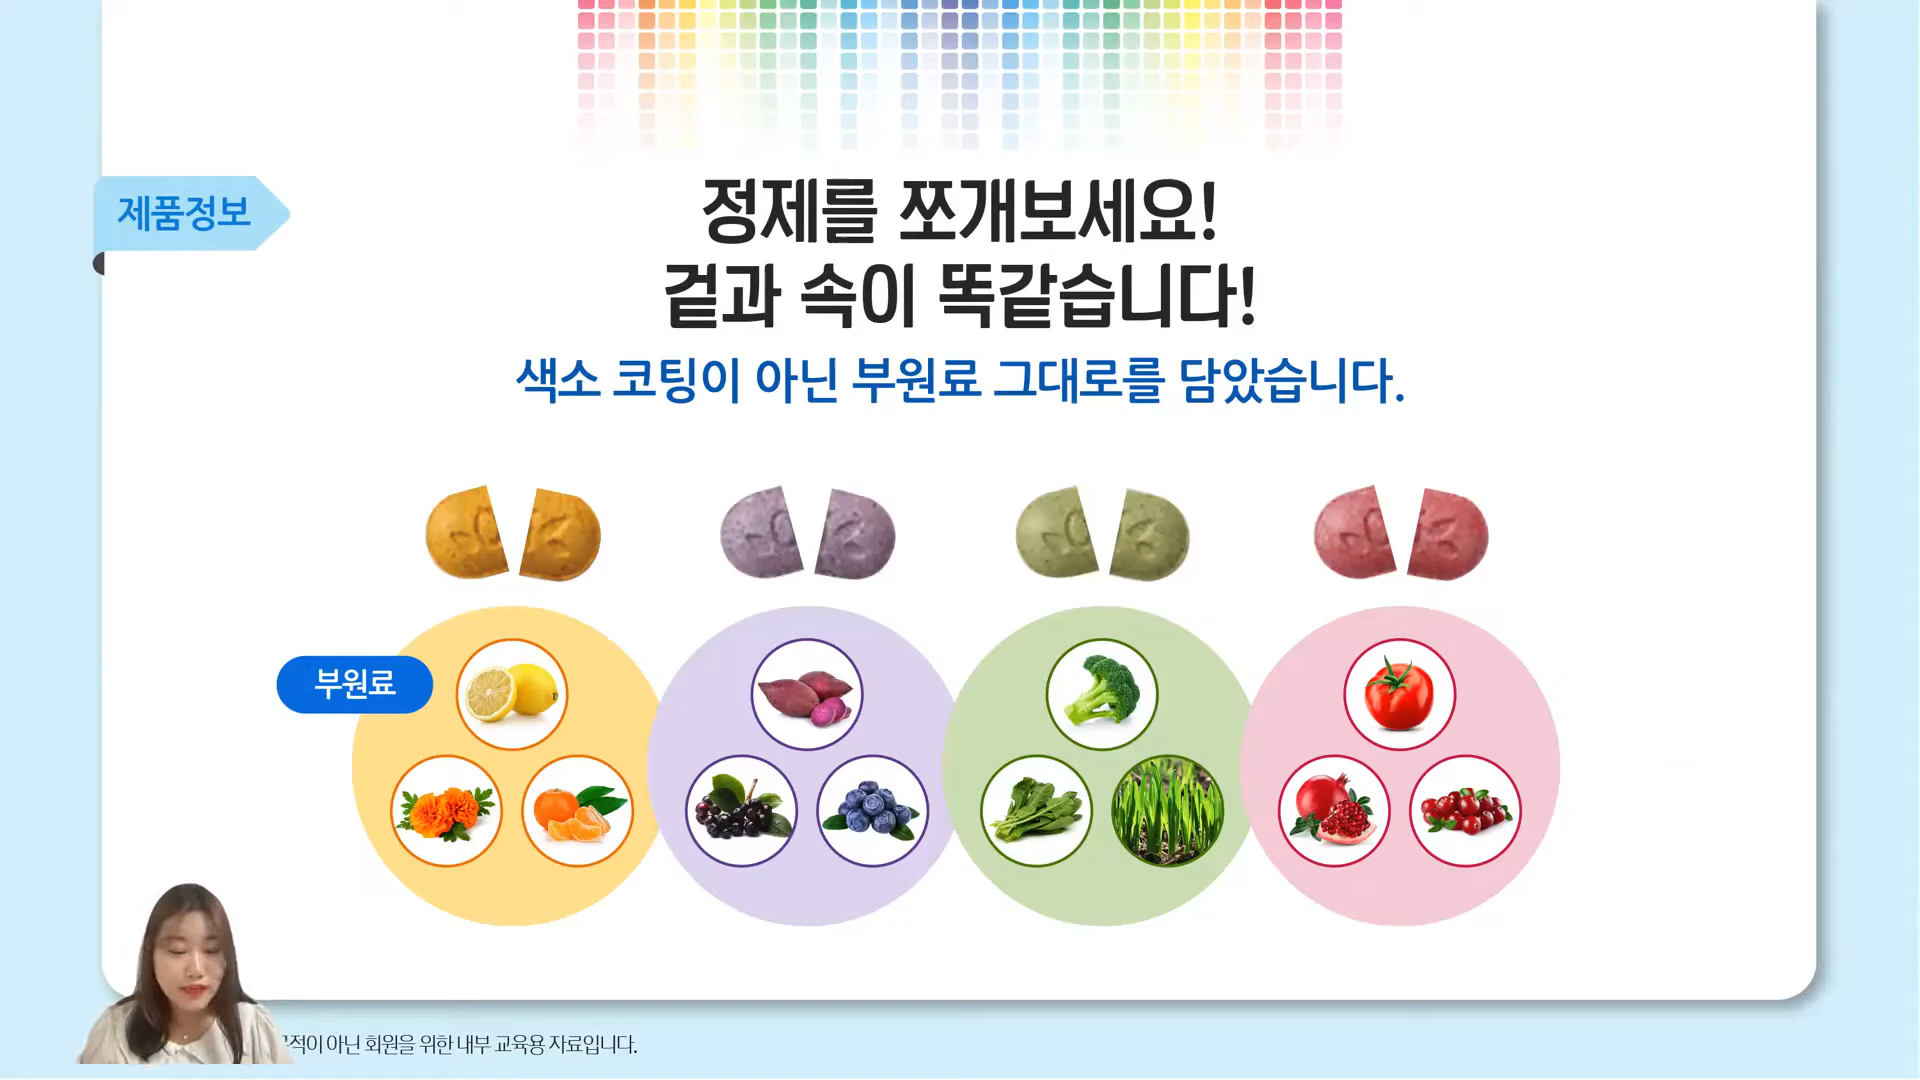 제품정보
정제를 쪼개보세요!
겉과 속이 똑같습니다!
색소 코팅이 아닌 부원료 그대로를 담았습니다.
부원료
아닌 회원을 위한 내부 교육용 자료입니다.